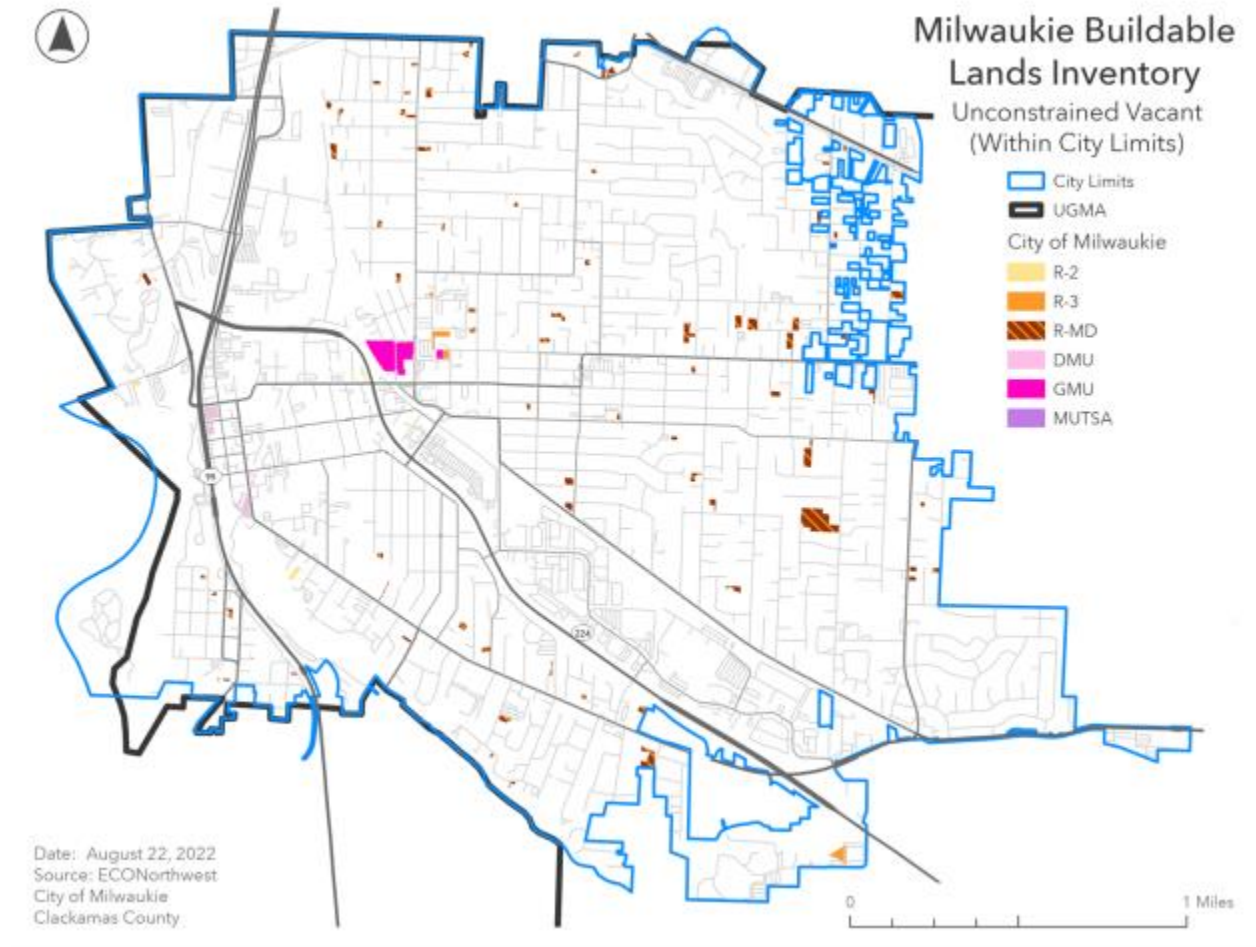 Milwaukie Buildable
Lands Inventory
Unconstrained Vacant
(Within City Limits)
City Limits
UGMA
City of Milwaukie
R-2
R-3
R-MD
DMU
GMU
MUTSA
99
224
Date: August 22, 2022
Source: ECONorthwest
City of Milwaukie
Clackamas County
0 1 Miles